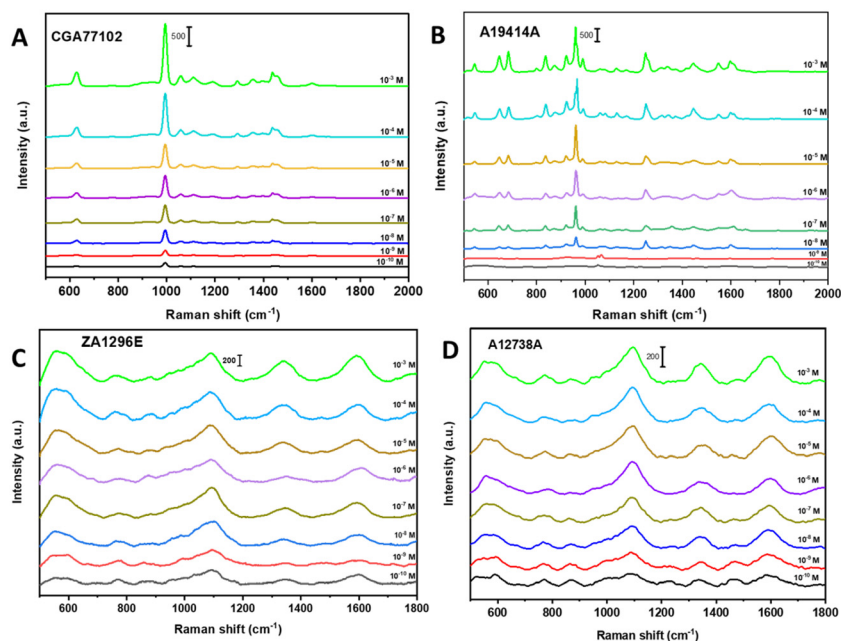 A
CGA77102
500
10⁻³ M
10⁻⁴ M
10⁻⁵ M
10⁻⁶ M
10⁻⁷ M
10⁻⁸ M
10⁻⁹ M
10⁻¹⁰ M
Intensity (a.u.)
600 800 1000 1200 1400 1600 1800 2000
Raman shift (cm⁻¹)
B
A19414A
500
10⁻³ M
10⁻⁴ M
10⁻⁵ M
10⁻⁶ M
10⁻⁷ M
10⁻⁸ M
10⁻⁹ M
10⁻¹⁰ M
Intensity (a.u.)
600 800 1000 1200 1400 1600 1800 2000
Raman shift (cm⁻¹)
C
ZA1296E
200
10⁻³ M
10⁻⁴ M
10⁻⁵ M
10⁻⁶ M
10⁻⁷ M
10⁻⁸ M
10⁻⁹ M
10⁻¹⁰ M
Intensity (a.u.)
600 800 1000 1200 1400 1600 1800
Raman shift (cm⁻¹)
D
A12738A
200
10⁻³ M
10⁻⁴ M
10⁻⁵ M
10⁻⁶ M
10⁻⁷ M
10⁻⁸ M
10⁻⁹ M
10⁻¹⁰ M
Intensity (a.u.)
600 800 1000 1200 1400 1600 1800
Raman shift (cm⁻¹)